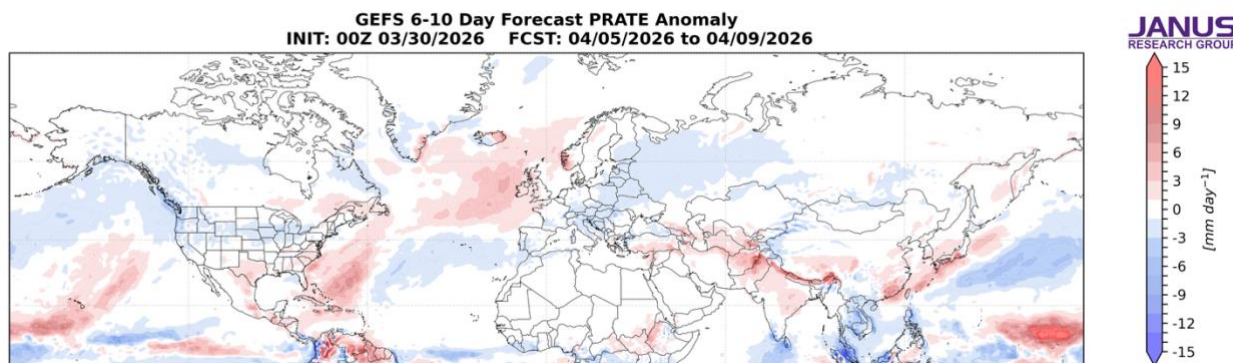 GEFS 6-10 Day Forecast PRATE Anomaly
INIT: 00Z 03/30/2026 FCST: 04/05/2026 to 04/09/2026
JANUS
RESEARCH GROUP
15
12
9
6
3
0
-3
-6
-9
-12
-15
[mm day⁻¹]